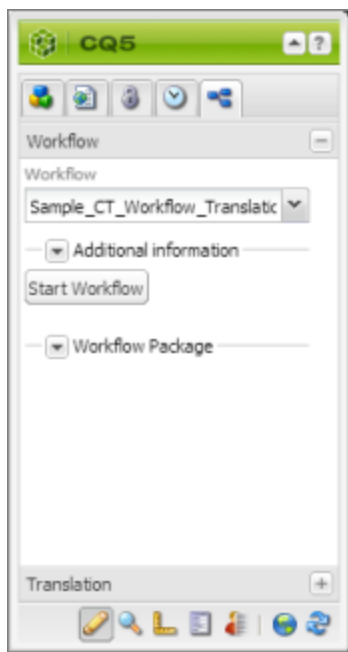 CQ5
Workflow
Workflow
Sample_CT_Workflow_Translatic
Additional information
Start Workflow
Workflow Package
Translation